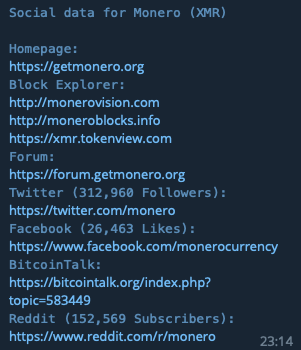 Social data for Monero (XMR)
Homepage:
https://getmonero.org
Block Explorer:
http://monerovision.com
http://moneroblocks.info
https://xmr.tokenview.com
Forum:
https://forum.getmonero.org
Twitter (312,960 Followers):
https://twitter.com/monero
Facebook (26,463 Likes):
https://www.facebook.com/monerocurrency
BitcoinTalk:
https://bitcointalk.org/index.php?
topic=583449
Reddit (152,569 Subscribers):
https://www.reddit.com/r/monero
23:14